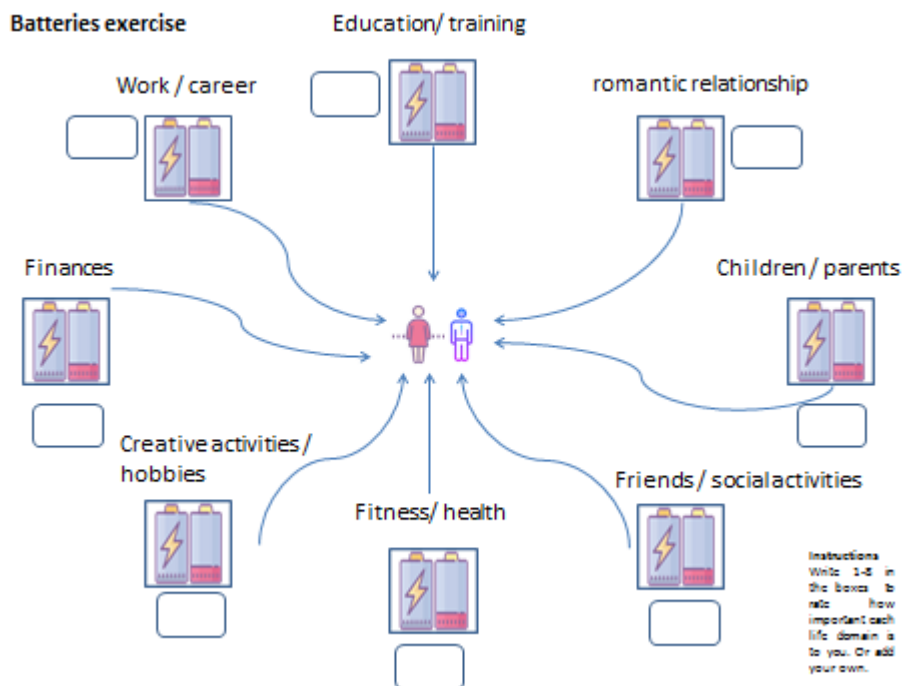 Batteries exercise
Education/ training
Work / career
romantic relationship
Finances
Children / parents
Creative activities /
hobbies
Friends / social activities
Fitness/ health
Instructions
Write 1-8 in
the boxes to
rate how
important each
life domain is
to you. Or add
your own.